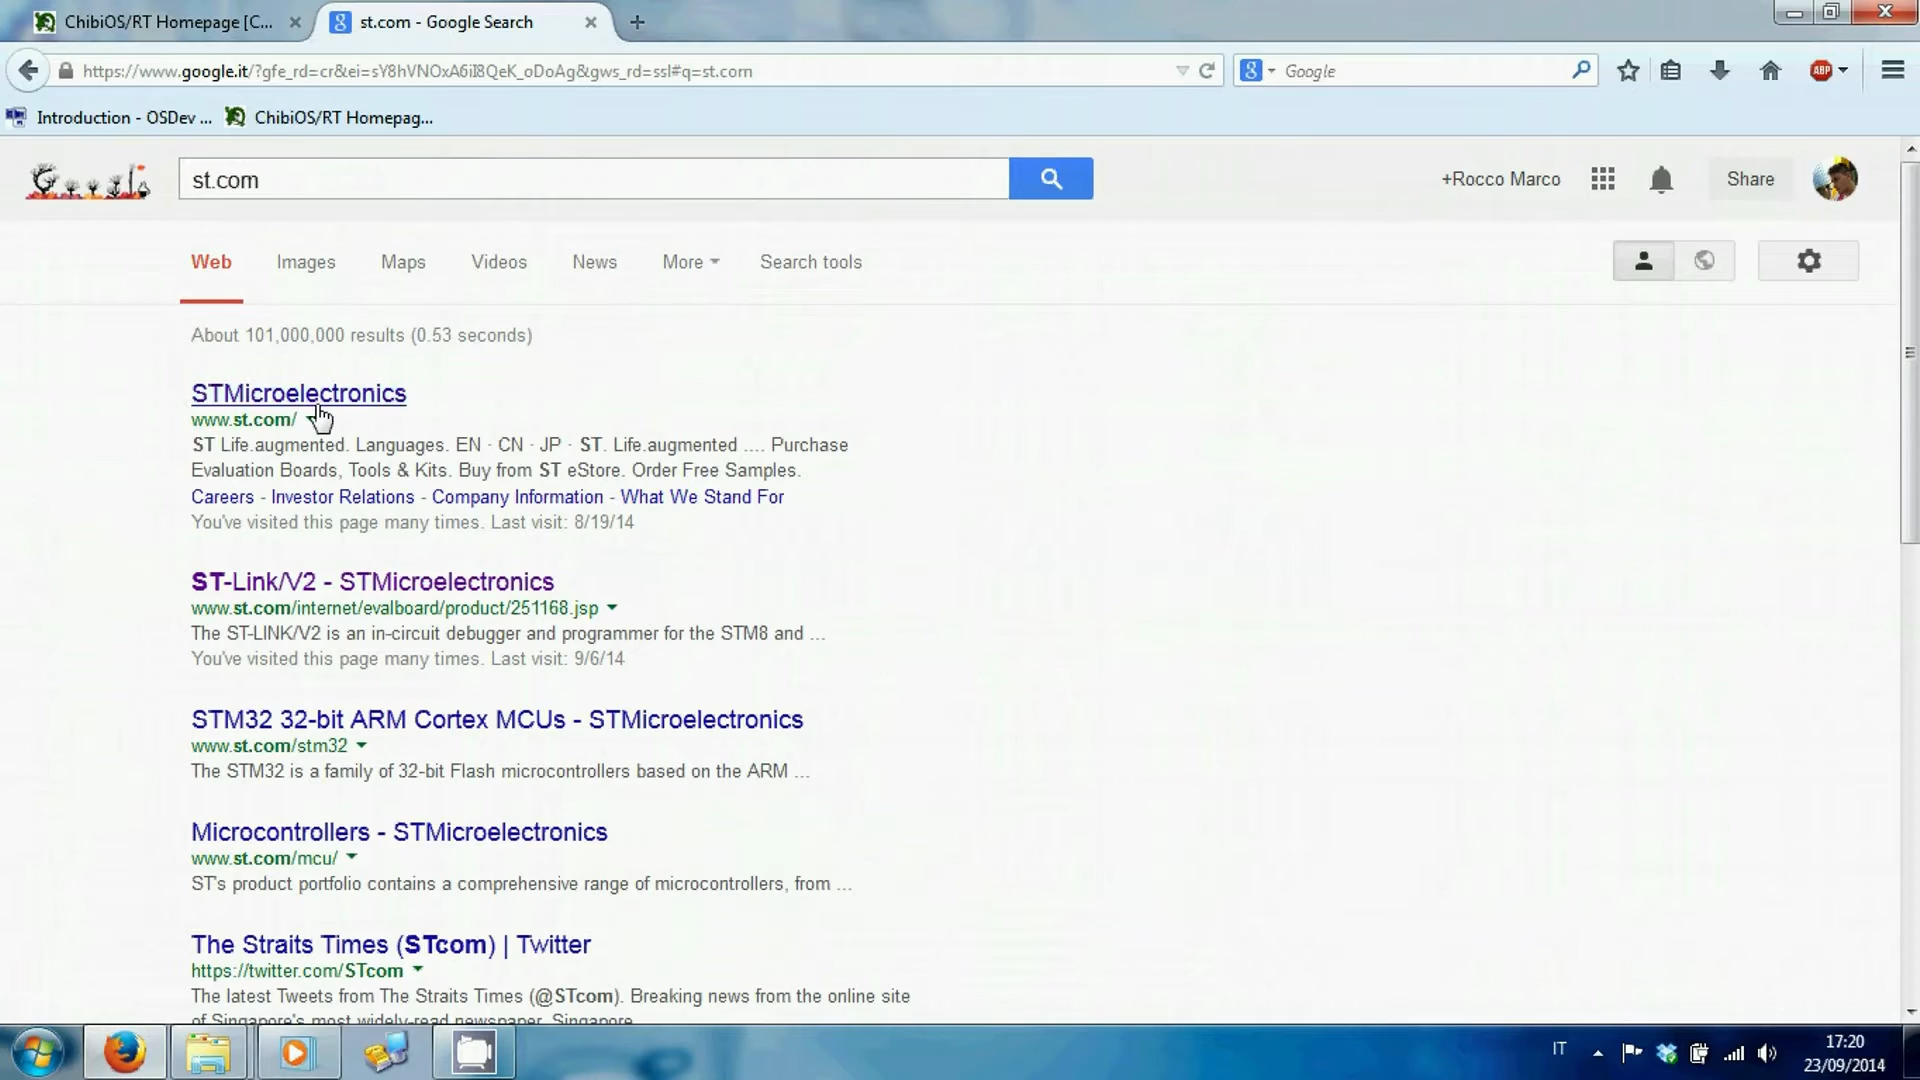 ChibiOS/RT Homepage [C...
st.com - Google Search
https://www.google.it/?gfe_rd=cr&ei=sY8hVNOxA6iI8QeK_oDoAg&gws_rd=ssl#q=st.com
Google
ABP
Introduction - OSDev ...
ChibiOS/RT Homepag...
st.com
+Rocco Marco
Share
Web
Images
Maps
Videos
News
More
Search tools
About 101,000,000 results (0.53 seconds)
STMicroelectronics
www.st.com/
ST Life.augmented. Languages. EN · CN · JP · ST. Life.augmented .... Purchase
Evaluation Boards, Tools & Kits. Buy from ST eStore. Order Free Samples.
Careers - Investor Relations - Company Information - What We Stand For
You've visited this page many times. Last visit: 8/19/14
ST-Link/V2 - STMicroelectronics
www.st.com/internet/evalboard/product/251168.jsp
The ST-LINK/V2 is an in-circuit debugger and programmer for the STM8 and ...
You've visited this page many times. Last visit: 9/6/14
STM32 32-bit ARM Cortex MCUs - STMicroelectronics
www.st.com/stm32
The STM32 is a family of 32-bit Flash microcontrollers based on the ARM ...
Microcontrollers - STMicroelectronics
www.st.com/mcu/
ST's product portfolio contains a comprehensive range of microcontrollers, from ...
The Straits Times (STcom) | Twitter
https://twitter.com/STcom
The latest Tweets from The Straits Times (@STcom). Breaking news from the online site
of Singapore's most widely-read newspaper. Singapore
IT
17:20
23/09/2014